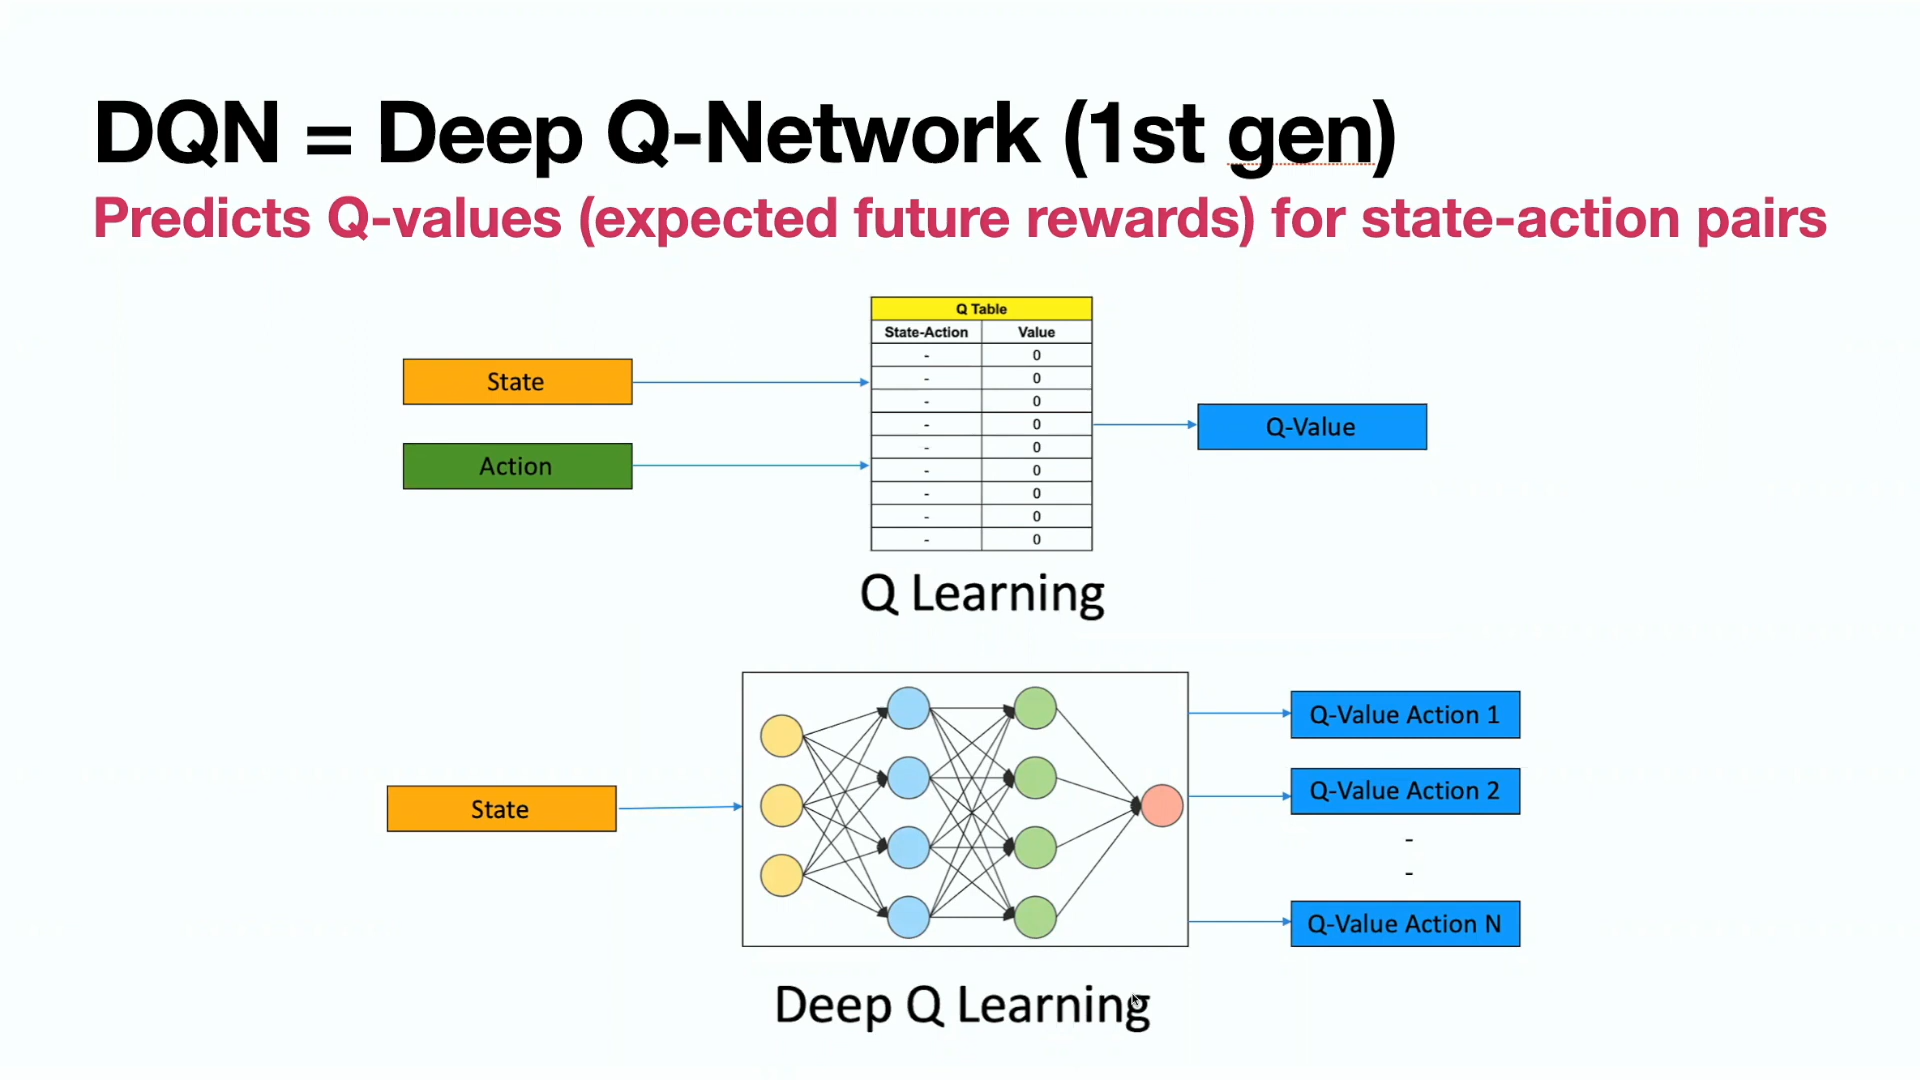 DQN = Deep Q-Network (1st gen)
Predicts Q-values (expected future rewards) for state-action pairs
Q Table
State-Action Value
- 0
- 0
- 0
- 0
- 0
- 0
- 0
- 0
- 0
State
Action
Q-Value
Q Learning
State
Q-Value Action 1
Q-Value Action 2
-
-
Q-Value Action N
Deep Q Learning